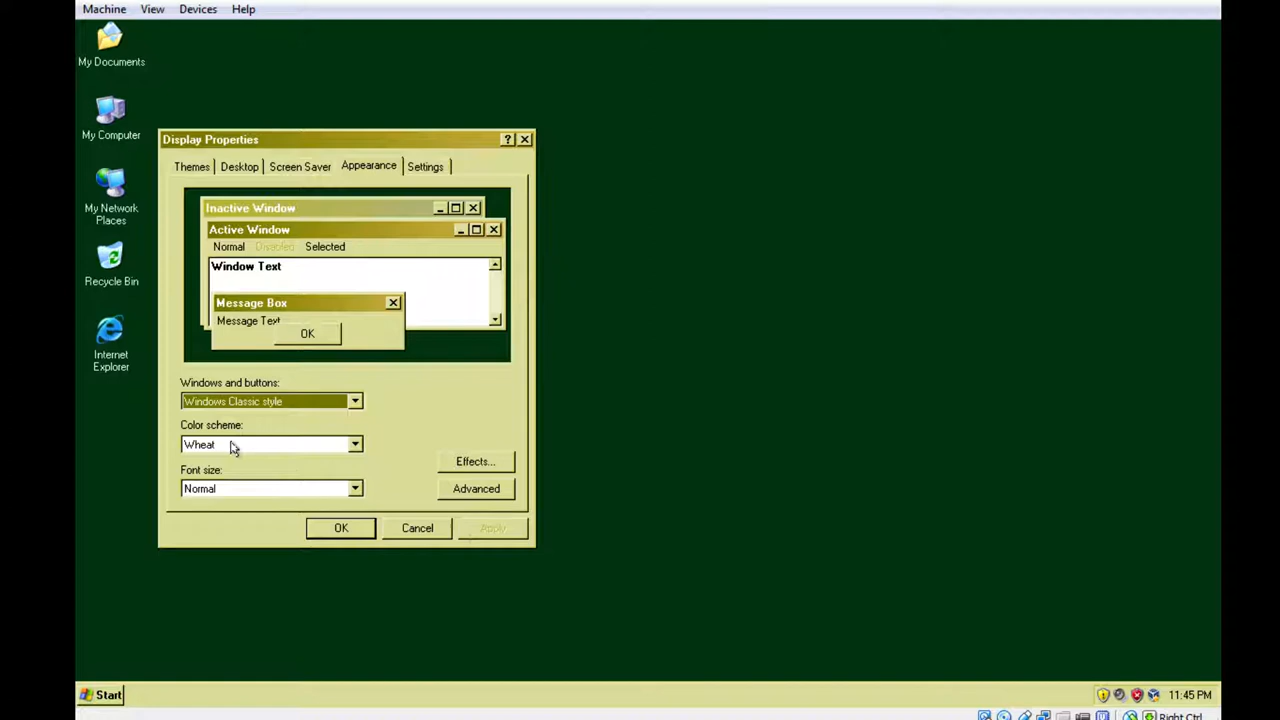 Machine View Devices Help
My Documents
My Computer
My Network
Places
Recycle Bin
Internet
Explorer
Display Properties
Themes Desktop Screen Saver Appearance Settings
Inactive Window
Active Window
Normal Disabled Selected
Window Text
Message Box
Message Text
OK
Windows and buttons:
Windows Classic style
Color scheme:
Wheat
Font size:
Normal
Effects...
Advanced
OK Cancel Apply
Start
11:45 PM
Right Ctrl